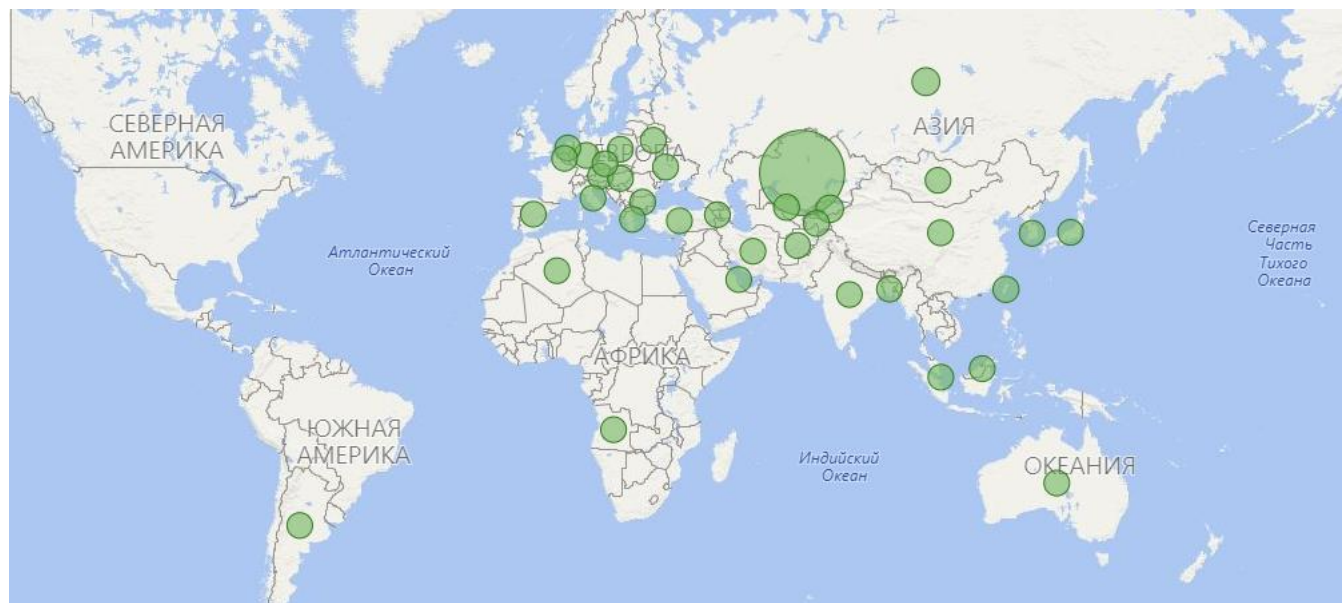 СЕВЕРНАЯ
АМЕРИКА
АЗИЯ
ЕВРОПА
Атлантический
Океан
Северная
Часть
Тихого
Океана
АФРИКА
ЮЖНАЯ
АМЕРИКА
Индийский
Океан
ОКЕАНИЯ